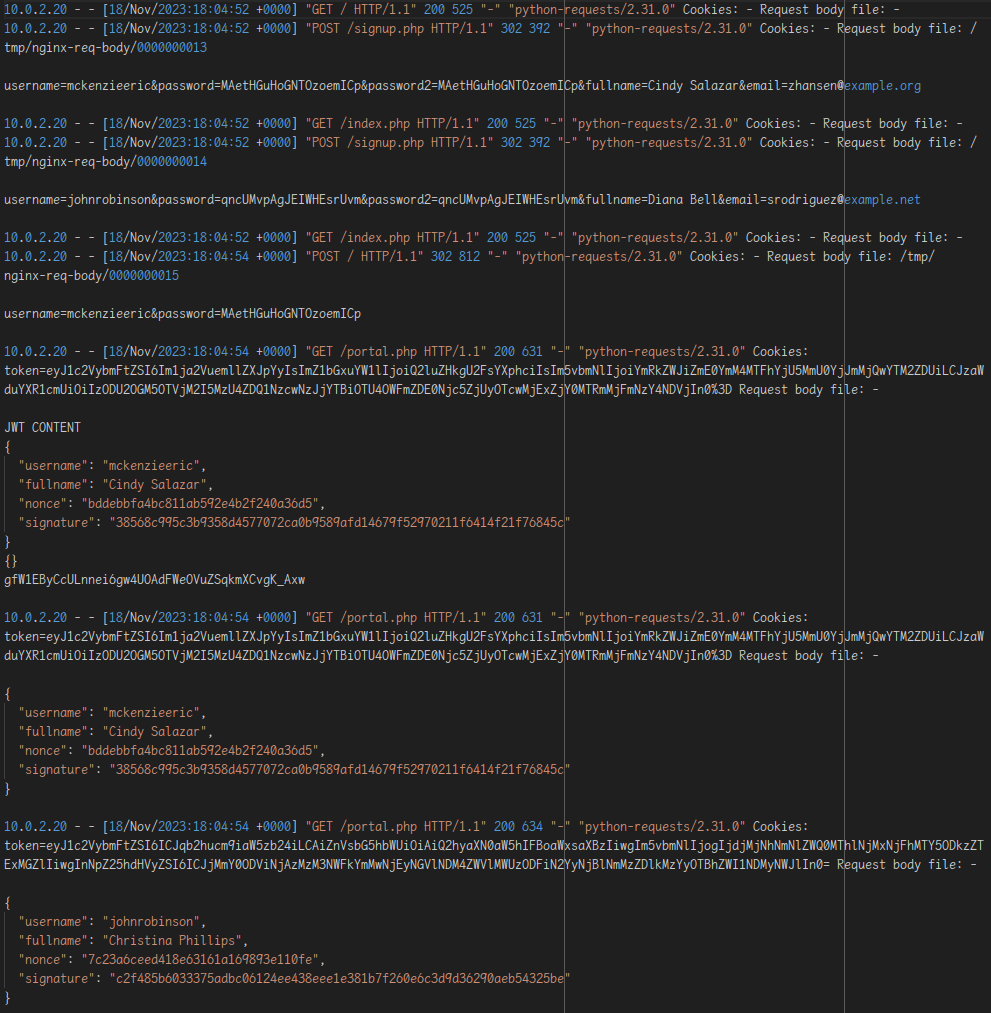 10.0.2.20 - - [18/Nov/2023:18:04:52 +0000] "GET / HTTP/1.1" 200 525 "-" "python-requests/2.31.0" Cookies: - Request body file: -
10.0.2.20 - - [18/Nov/2023:18:04:52 +0000] "POST /signup.php HTTP/1.1" 302 392 "-" "python-requests/2.31.0" Cookies: - Request body file: /
tmp/nginx-req-body/0000000013
username=mckenzieeric&password=MAetHGuHoGNTOzoemICp&password2=MAetHGuHoGNTOzoemICp&fullname=Cindy Salazar&email=zhansen@example.org
10.0.2.20 - - [18/Nov/2023:18:04:52 +0000] "GET /index.php HTTP/1.1" 200 525 "-" "python-requests/2.31.0" Cookies: - Request body file: -
10.0.2.20 - - [18/Nov/2023:18:04:52 +0000] "POST /signup.php HTTP/1.1" 302 392 "-" "python-requests/2.31.0" Cookies: - Request body file: /
tmp/nginx-req-body/0000000014
username=johnrobinson&password=qncUMvpAgJEIWHEsrUvm&password2=qncUMvpAgJEIWHEsrUvm&fullname=Diana Bell&email=srodriguez@example.net
10.0.2.20 - - [18/Nov/2023:18:04:52 +0000] "GET /index.php HTTP/1.1" 200 525 "-" "python-requests/2.31.0" Cookies: - Request body file: -
10.0.2.20 - - [18/Nov/2023:18:04:54 +0000] "POST / HTTP/1.1" 302 812 "-" "python-requests/2.31.0" Cookies: - Request body file: /tmp/
nginx-req-body/0000000015
username=mckenzieeric&password=MAetHGuHoGNTOzoemICp
10.0.2.20 - - [18/Nov/2023:18:04:54 +0000] "GET /portal.php HTTP/1.1" 200 631 "-" "python-requests/2.31.0" Cookies:
token=eyJ1c2VybmFtZSI6Im1ja2VuemllZXJpYyIsImZ1bGxuYW1lIjoiQ2luZHkgU2FsYXphciIsIm5vbmNlIjoiYmRkZWJiZmE0YmM4MTFhYjU5MmU0YjJmMjQwYTM2ZDUiLCJzaW
duYXR1cmUiOiIzODU2OGM5OTVjM2I5MzU4ZDQ1NzcwNzJjYTBiOTU4OWFmZDE0Njc5ZjUyOTcwMjExZjY0MTRmMjFmNzY4NDVjIn0%3D Request body file: -
JWT CONTENT
{
"username": "mckenzieeric",
"fullname": "Cindy Salazar",
"nonce": "bddebbfa4bc811ab592e4b2f240a36d5",
"signature": "38568c995c3b9358d4577072ca0b9589afd14679f52970211f6414f21f76845c"
}
{}
gfW1EByCcULnnei6gw4UOAdFWeOVuZSqkmXCvgK_Axw
10.0.2.20 - - [18/Nov/2023:18:04:54 +0000] "GET /portal.php HTTP/1.1" 200 631 "-" "python-requests/2.31.0" Cookies:
token=eyJ1c2VybmFtZSI6Im1ja2VuemllZXJpYyIsImZ1bGxuYW1lIjoiQ2luZHkgU2FsYXphciIsIm5vbmNlIjoiYmRkZWJiZmE0YmM4MTFhYjU5MmU0YjJmMjQwYTM2ZDUiLCJzaW
duYXR1cmUiOiIzODU2OGM5OTVjM2I5MzU4ZDQ1NzcwNzJjYTBiOTU4OWFmZDE0Njc5ZjUyOTcwMjExZjY0MTRmMjFmNzY4NDVjIn0%3D Request body file: -
{
"username": "mckenzieeric",
"fullname": "Cindy Salazar",
"nonce": "bddebbfa4bc811ab592e4b2f240a36d5",
"signature": "38568c995c3b9358d4577072ca0b9589afd14679f52970211f6414f21f76845c"
}
10.0.2.20 - - [18/Nov/2023:18:04:54 +0000] "GET /portal.php HTTP/1.1" 200 634 "-" "python-requests/2.31.0" Cookies:
token=eyJ1c2VybmFtZSI6ICJqb2hucm9iaW5zb24iLCAiZnVsbG5hbWUiOiAiQ2hyaXN0aW5hIFBoaWxsaXBzIiwgIm5vbmNlIjogIjdjMjNhNmNlZWQ0MThlNjMxNjFhMTY5ODkzZT
ExMGZlIiwgInNpZ25hdHVyZSI6ICJjMmY0ODViNjAzMzM3NWFkYmMwNjEyNGVlNDM4ZWVlMWUzODFiN2YyNjBlNmMzZDlkMzYyOTBhZWI1NDMyNWJlIn0= Request body file: -
{
"username": "johnrobinson",
"fullname": "Christina Phillips",
"nonce": "7c23a6ceed418e63161a169893e110fe",
"signature": "c2f485b6033375adbc06124ee438eee1e381b7f260e6c3d9d36290aeb54325be"
}